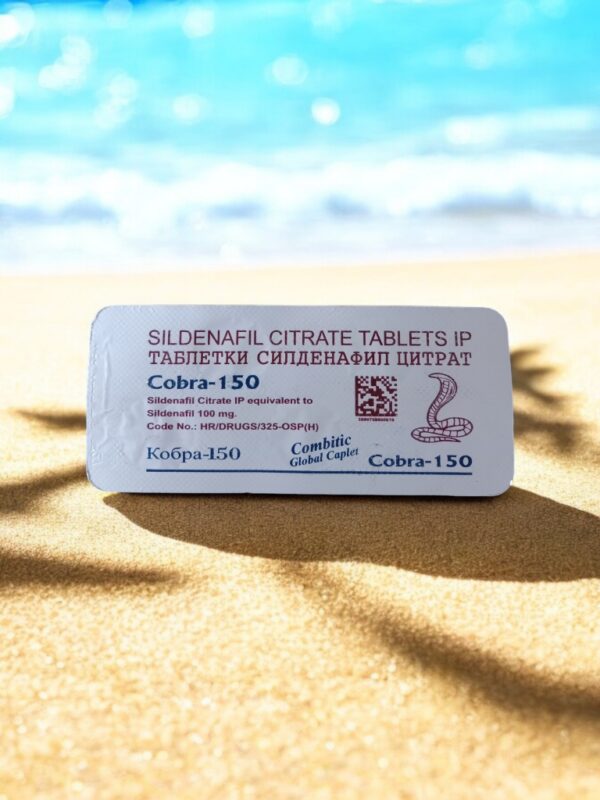 SILDENAFIL CITRATE TABLETS IP
ТАБЛЕТКИ СИЛДЕНАФИЛ ЦИТРАТ
Cobra-150
Sildenafil Citrate IP equivalent to
Sildenafil 100 mg.
Code No.: HR/DRUGS/325-OSP(H)
Кобра-150
Combitic
Global Caplet
Cobra-150